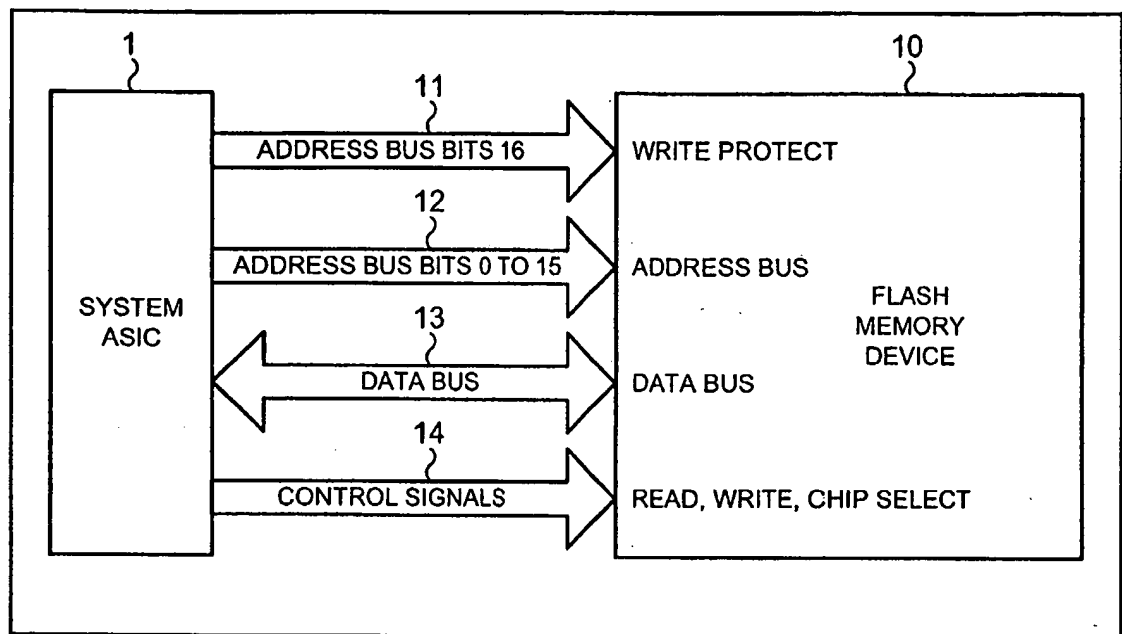 1
10
11
ADDRESS BUS BITS 16
WRITE PROTECT
12
ADDRESS BUS BITS 0 TO 15
ADDRESS BUS
SYSTEM
ASIC
FLASH
MEMORY
DEVICE
13
DATA BUS
DATA BUS
14
CONTROL SIGNALS
READ, WRITE, CHIP SELECT